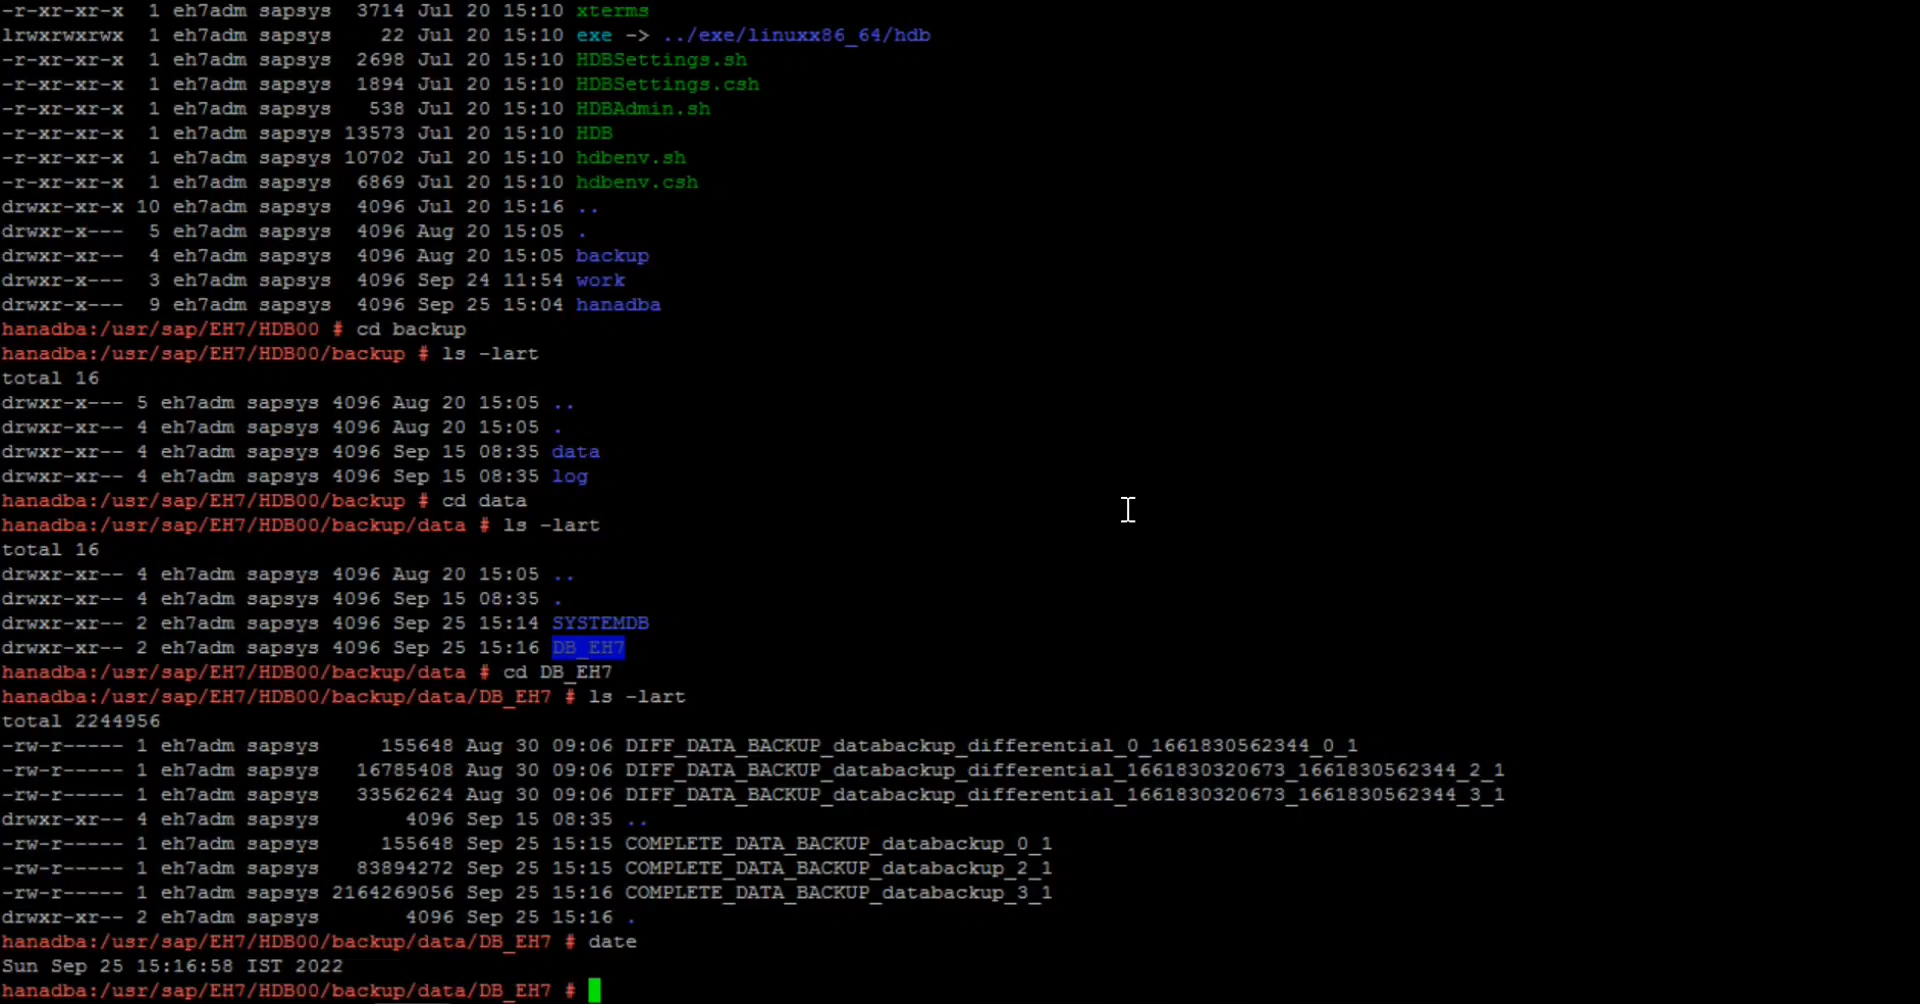 -r-xr-xr-x  1 eh7adm sapsys  3714 Jul 20 15:10 xterms
lrwxrwxrwx  1 eh7adm sapsys    22 Jul 20 15:10 exe -> ../exe/linuxx86_64/hdb
-r-xr-xr-x  1 eh7adm sapsys  2698 Jul 20 15:10 HDBSettings.sh
-r-xr-xr-x  1 eh7adm sapsys  1894 Jul 20 15:10 HDBSettings.csh
-r-xr-xr-x  1 eh7adm sapsys   538 Jul 20 15:10 HDBAdmin.sh
-r-xr-xr-x  1 eh7adm sapsys 13573 Jul 20 15:10 HDB
-r-xr-xr-x  1 eh7adm sapsys 10702 Jul 20 15:10 hdbenv.sh
-r-xr-xr-x  1 eh7adm sapsys  6869 Jul 20 15:10 hdbenv.csh
drwxr-xr-x 10 eh7adm sapsys  4096 Jul 20 15:16 ..
drwxr-x---  5 eh7adm sapsys  4096 Aug 20 15:05 .
drwxr-xr--  4 eh7adm sapsys  4096 Aug 20 15:05 backup
drwxr-x---  3 eh7adm sapsys  4096 Sep 24 11:54 work
drwxr-x---  9 eh7adm sapsys  4096 Sep 25 15:04 hanadba
hanadba:/usr/sap/EH7/HDB00 # cd backup
hanadba:/usr/sap/EH7/HDB00/backup # ls -lart
total 16
drwxr-x--- 5 eh7adm sapsys 4096 Aug 20 15:05 ..
drwxr-xr-- 4 eh7adm sapsys 4096 Aug 20 15:05 .
drwxr-xr-- 4 eh7adm sapsys 4096 Sep 15 08:35 data
drwxr-xr-- 4 eh7adm sapsys 4096 Sep 15 08:35 log
hanadba:/usr/sap/EH7/HDB00/backup # cd data
hanadba:/usr/sap/EH7/HDB00/backup/data # ls -lart
total 16
drwxr-xr-- 4 eh7adm sapsys 4096 Aug 20 15:05 ..
drwxr-xr-- 4 eh7adm sapsys 4096 Sep 15 08:35 .
drwxr-xr-- 2 eh7adm sapsys 4096 Sep 25 15:14 SYSTEMDB
drwxr-xr-- 2 eh7adm sapsys 4096 Sep 25 15:16 DB_EH7
hanadba:/usr/sap/EH7/HDB00/backup/data # cd DB_EH7
hanadba:/usr/sap/EH7/HDB00/backup/data/DB_EH7 # ls -lart
total 2244956
-rw-r----- 1 eh7adm sapsys     155648 Aug 30 09:06 DIFF_DATA_BACKUP_databackup_differential_0_1661830562344_0_1
-rw-r----- 1 eh7adm sapsys   16785408 Aug 30 09:06 DIFF_DATA_BACKUP_databackup_differential_1661830320673_1661830562344_2_1
-rw-r----- 1 eh7adm sapsys   33562624 Aug 30 09:06 DIFF_DATA_BACKUP_databackup_differential_1661830320673_1661830562344_3_1
drwxr-xr-- 4 eh7adm sapsys       4096 Sep 15 08:35 ..
-rw-r----- 1 eh7adm sapsys     155648 Sep 25 15:15 COMPLETE_DATA_BACKUP_databackup_0_1
-rw-r----- 1 eh7adm sapsys   83894272 Sep 25 15:15 COMPLETE_DATA_BACKUP_databackup_2_1
-rw-r----- 1 eh7adm sapsys 2164269056 Sep 25 15:16 COMPLETE_DATA_BACKUP_databackup_3_1
drwxr-xr-- 2 eh7adm sapsys       4096 Sep 25 15:16 .
hanadba:/usr/sap/EH7/HDB00/backup/data/DB_EH7 # date
Sun Sep 25 15:16:58 IST 2022
hanadba:/usr/sap/EH7/HDB00/backup/data/DB_EH7 #